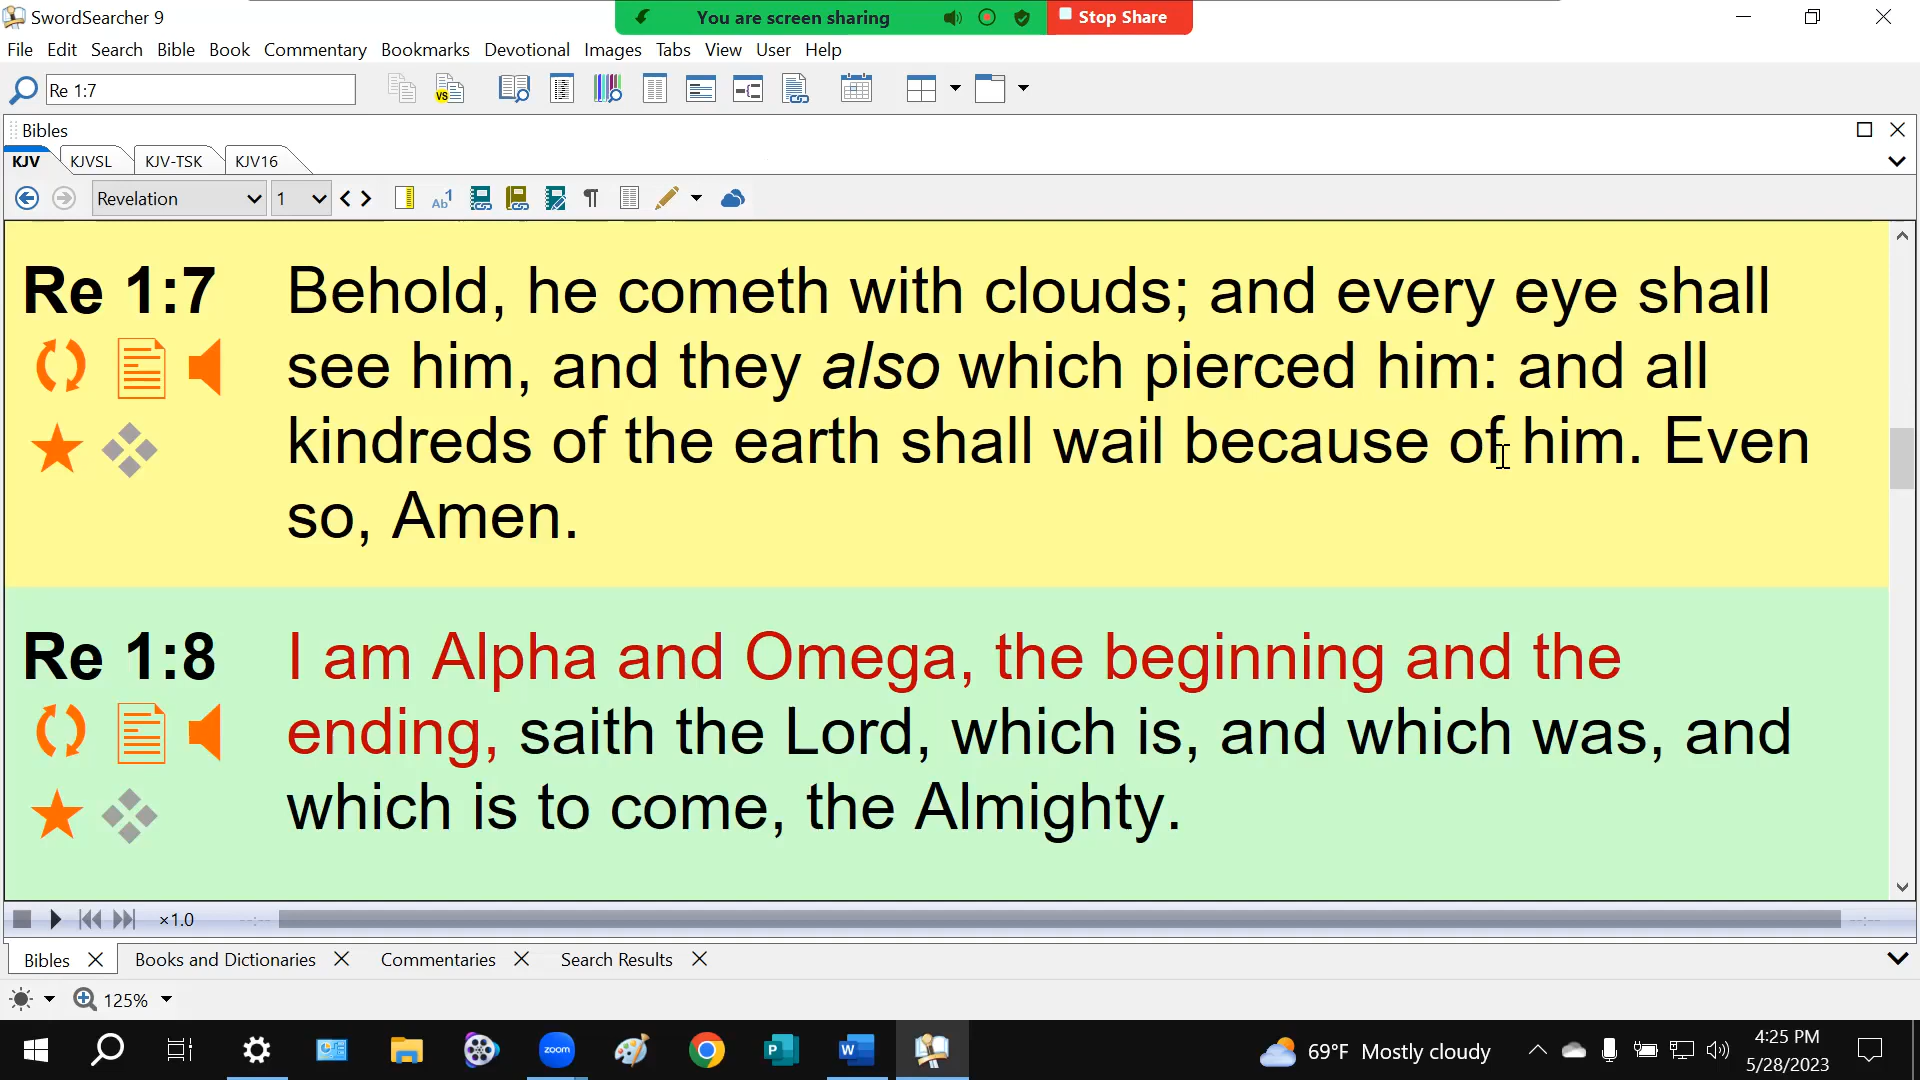 SwordSearcher 9
You are screen sharing
Stop Share
File Edit Search Bible Book Commentary Bookmarks Devotional Images Tabs View User Help
Re 1:7
VS
Bibles
KJV KJVSL KJV-TSK KJV16
Revelation 1 Ab1
Re 1:7 Behold, he cometh with clouds; and every eye shall
see him, and they also which pierced him: and all
kindreds of the earth shall wail because of him. Even
so, Amen.
Re 1:8 I am Alpha and Omega, the beginning and the
ending, saith the Lord, which is, and which was, and
which is to come, the Almighty.
×1.0 --:-- --:--
Bibles Books and Dictionaries Commentaries Search Results
125%
zoom P W 69°F Mostly cloudy 4:25 PM
5/28/2023